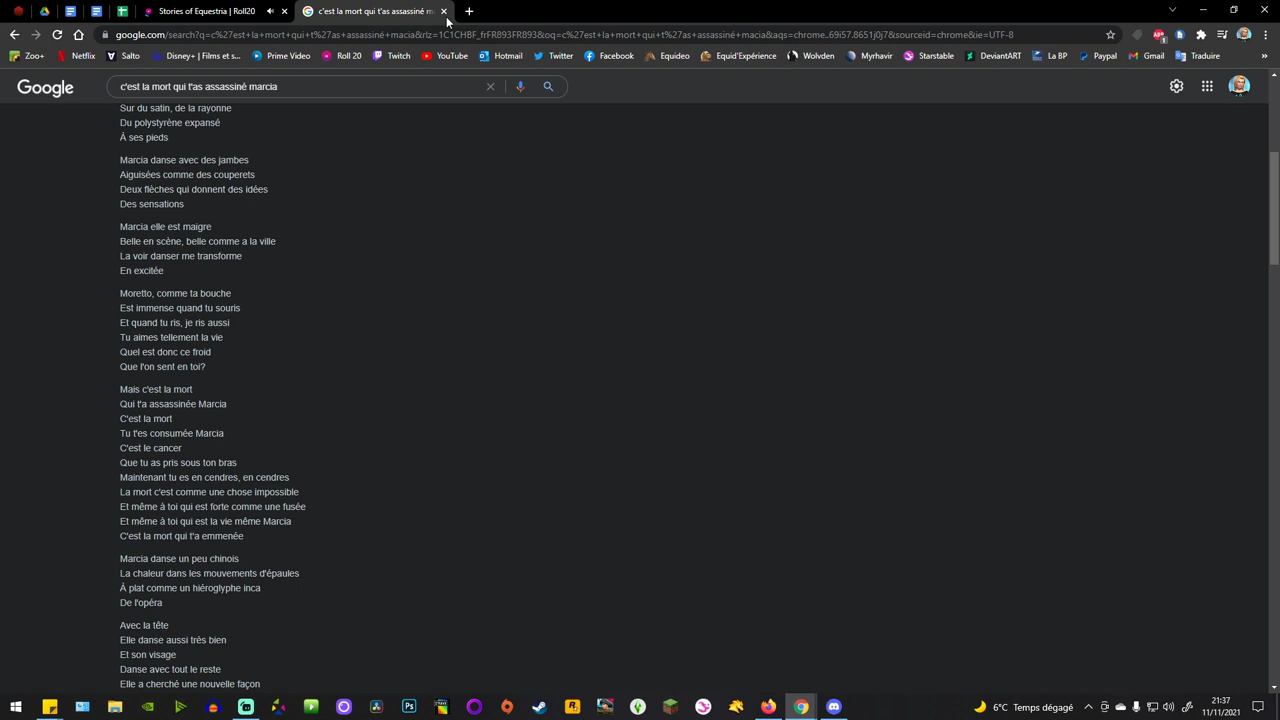 Stories of Equestria | Roll20
c'est la mort qui t'as assassiné m
google.com/search?q=c%27est+la+mort+qui+t%27as+assassiné+macia&rlz=1C1CHBF_frFR893FR893&oq=c%27est+la+mort+qui+t%27as+assassiné+macia&aqs=chrome..69i57.8651j0j7&sourceid=chrome&ie=UTF-8
Zoo+ Netflix Salto Disney+ | Films et s... Prime Video Roll 20 Twitch YouTube Hotmail Twitter Facebook Equideo Equid'Expérience Wolvden Myrhavir Starstable DeviantART La BP Paypal Gmail Traduire »
Google
c'est la mort qui t'as assassiné marcia
Sur du satin, de la rayonne
Du polystyrène expansé
À ses pieds
Marcia danse avec des jambes
Aiguisées comme des couperets
Deux flèches qui donnent des idées
Des sensations
Marcia elle est maigre
Belle en scène, belle comme a la ville
La voir danser me transforme
En excitée
Moretto, comme ta bouche
Est immense quand tu souris
Et quand tu ris, je ris aussi
Tu aimes tellement la vie
Quel est donc ce froid
Que l'on sent en toi?
Mais c'est la mort
Qui t'a assassinée Marcia
C'est la mort
Tu t'es consumée Marcia
C'est le cancer
Que tu as pris sous ton bras
Maintenant tu es en cendres, en cendres
La mort c'est comme une chose impossible
Et même à toi qui est forte comme une fusée
Et même à toi qui est la vie même Marcia
C'est la mort qui t'a emmenée
Marcia danse un peu chinois
La chaleur dans les mouvements d'épaules
À plat comme un hiéroglyphe inca
De l'opéra
Avec la tête
Elle danse aussi très bien
Et son visage
Danse avec tout le reste
Elle a cherché une nouvelle façon
6°C Temps dégagé
21:37
11/11/2021